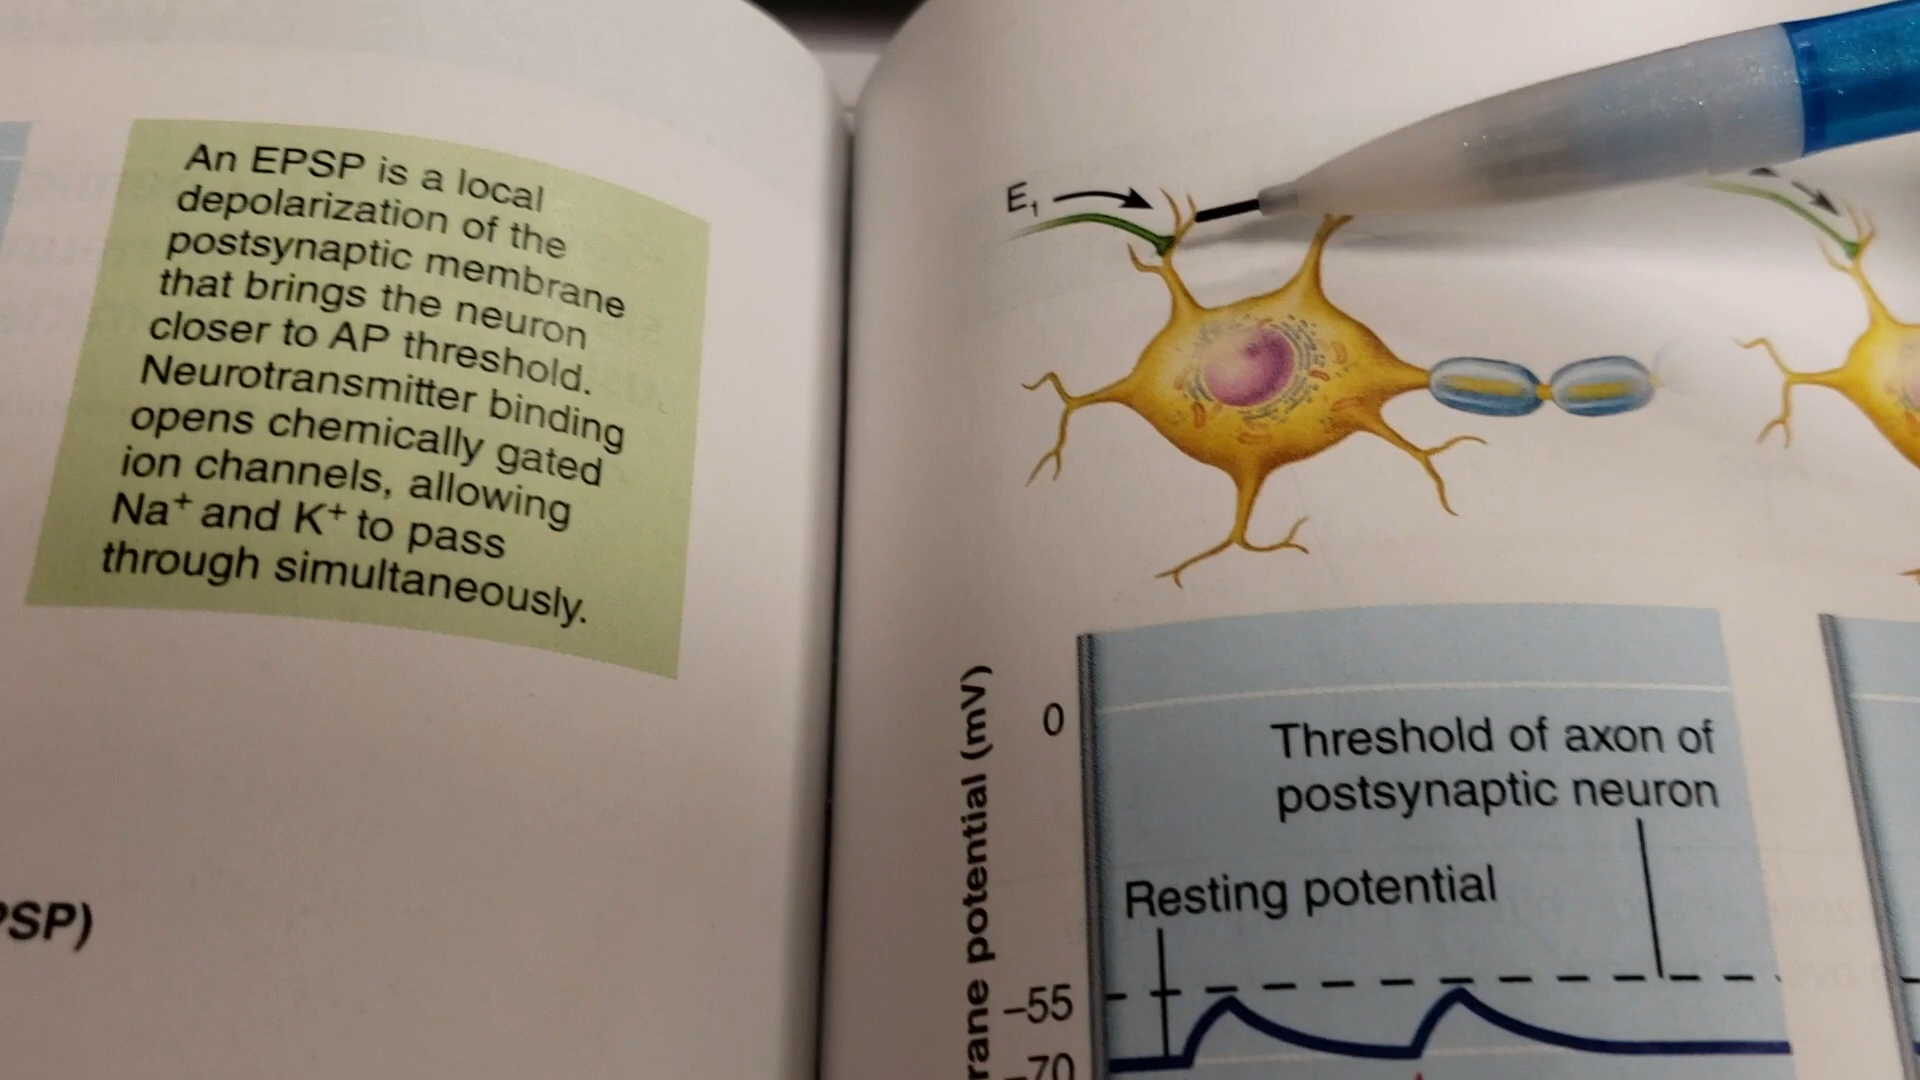 An EPSP is a local
depolarization of the
postsynaptic membrane
that brings the neuron
closer to AP threshold.
Neurotransmitter binding
opens chemically gated
ion channels, allowing
Na⁺ and K⁺ to pass
through simultaneously.
PSP)
E₁
rane potential (mV)
0
Threshold of axon of
postsynaptic neuron
Resting potential
–55
–70